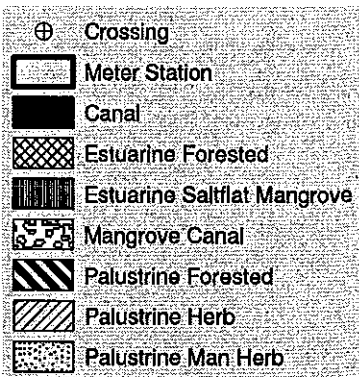 Crossing
Meter Station
Canal
Estuarine Forested
Estuarine Saltflat Mangrove
Mangrove Canal
Palustrine Forested
Palustrine Herb
Palustrine Man Herb